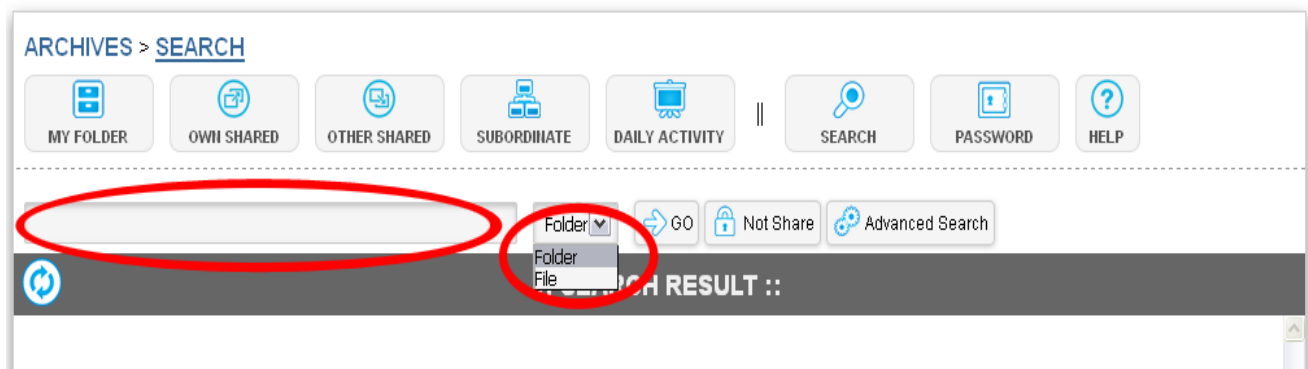 ARCHIVES > SEARCH
MY FOLDER OWN SHARED OTHER SHARED SUBORDINATE DAILY ACTIVITY || SEARCH PASSWORD HELP
Folder GO Not Share Advanced Search
Folder
File
RESULT ::